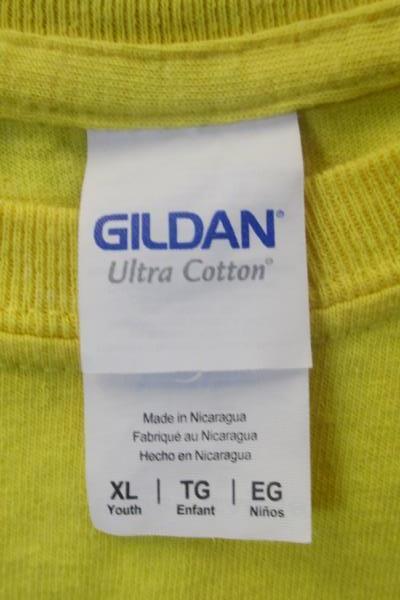 GILDAN®
Ultra Cotton®
Made in Nicaragua
Fabriqué au Nicaragua
Hecho en Nicaragua
XL | TG | EG
Youth Enfant Niños